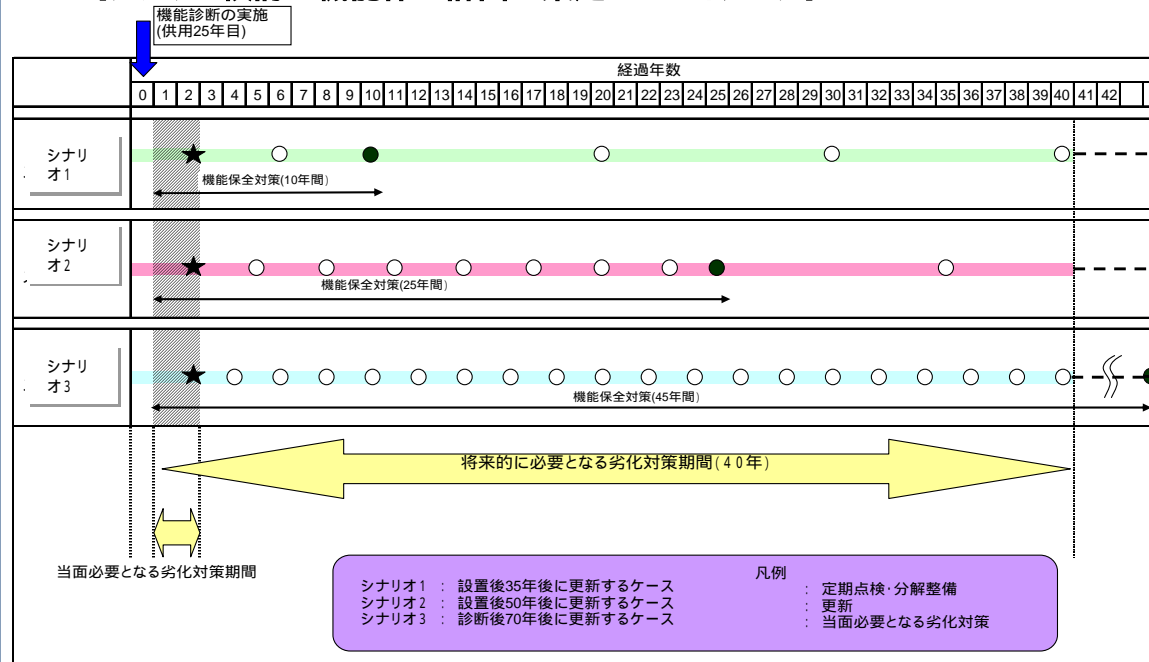 機能診断の実施
(供用25年目)
経過年数
0 1 2 3 4 5 6 7 8 9 10 11 12 13 14 15 16 17 18 19 20 21 22 23 24 25 26 27 28 29 30 31 32 33 34 35 36 37 38 39 40 41 42
シナリ
オ1
機能保全対策(10年間)
シナリ
オ2
機能保全対策(25年間)
シナリ
オ3
機能保全対策(45年間)
将来的に必要となる劣化対策期間(40年)
当面必要となる劣化対策期間
凡例
シナリオ1 : 設置後35年後に更新するケース
シナリオ2 : 設置後50年後に更新するケース
シナリオ3 : 診断後70年後に更新するケース
: 定期点検・分解整備
: 更新
: 当面必要となる劣化対策